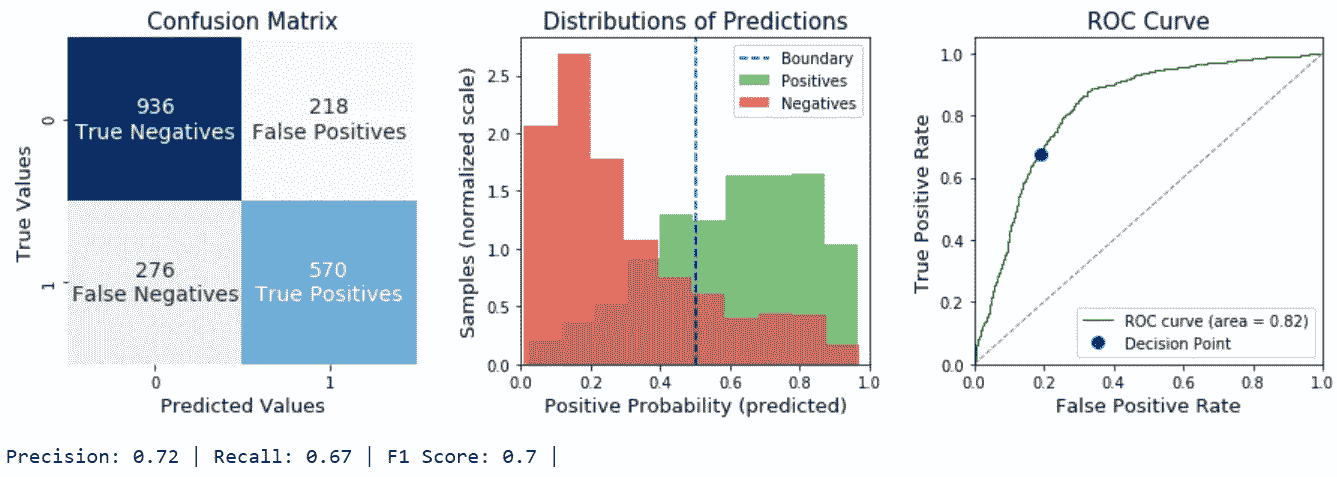 Confusion Matrix
936
True Negatives
218
False Positives
276
False Negatives
570
True Positives
0
1
True Values
0
1
Predicted Values
Distributions of Predictions
Boundary
Positives
Negatives
2.5
2.0
1.5
1.0
0.5
0.0
Samples (normalized scale)
0.0 0.2 0.4 0.6 0.8 1.0
Positive Probability (predicted)
ROC Curve
1.0
0.8
0.6
0.4
0.2
0.0
True Positive Rate
ROC curve (area = 0.82)
Decision Point
0.0 0.2 0.4 0.6 0.8 1.0
False Positive Rate
Precision: 0.72 | Recall: 0.67 | F1 Score: 0.7 |